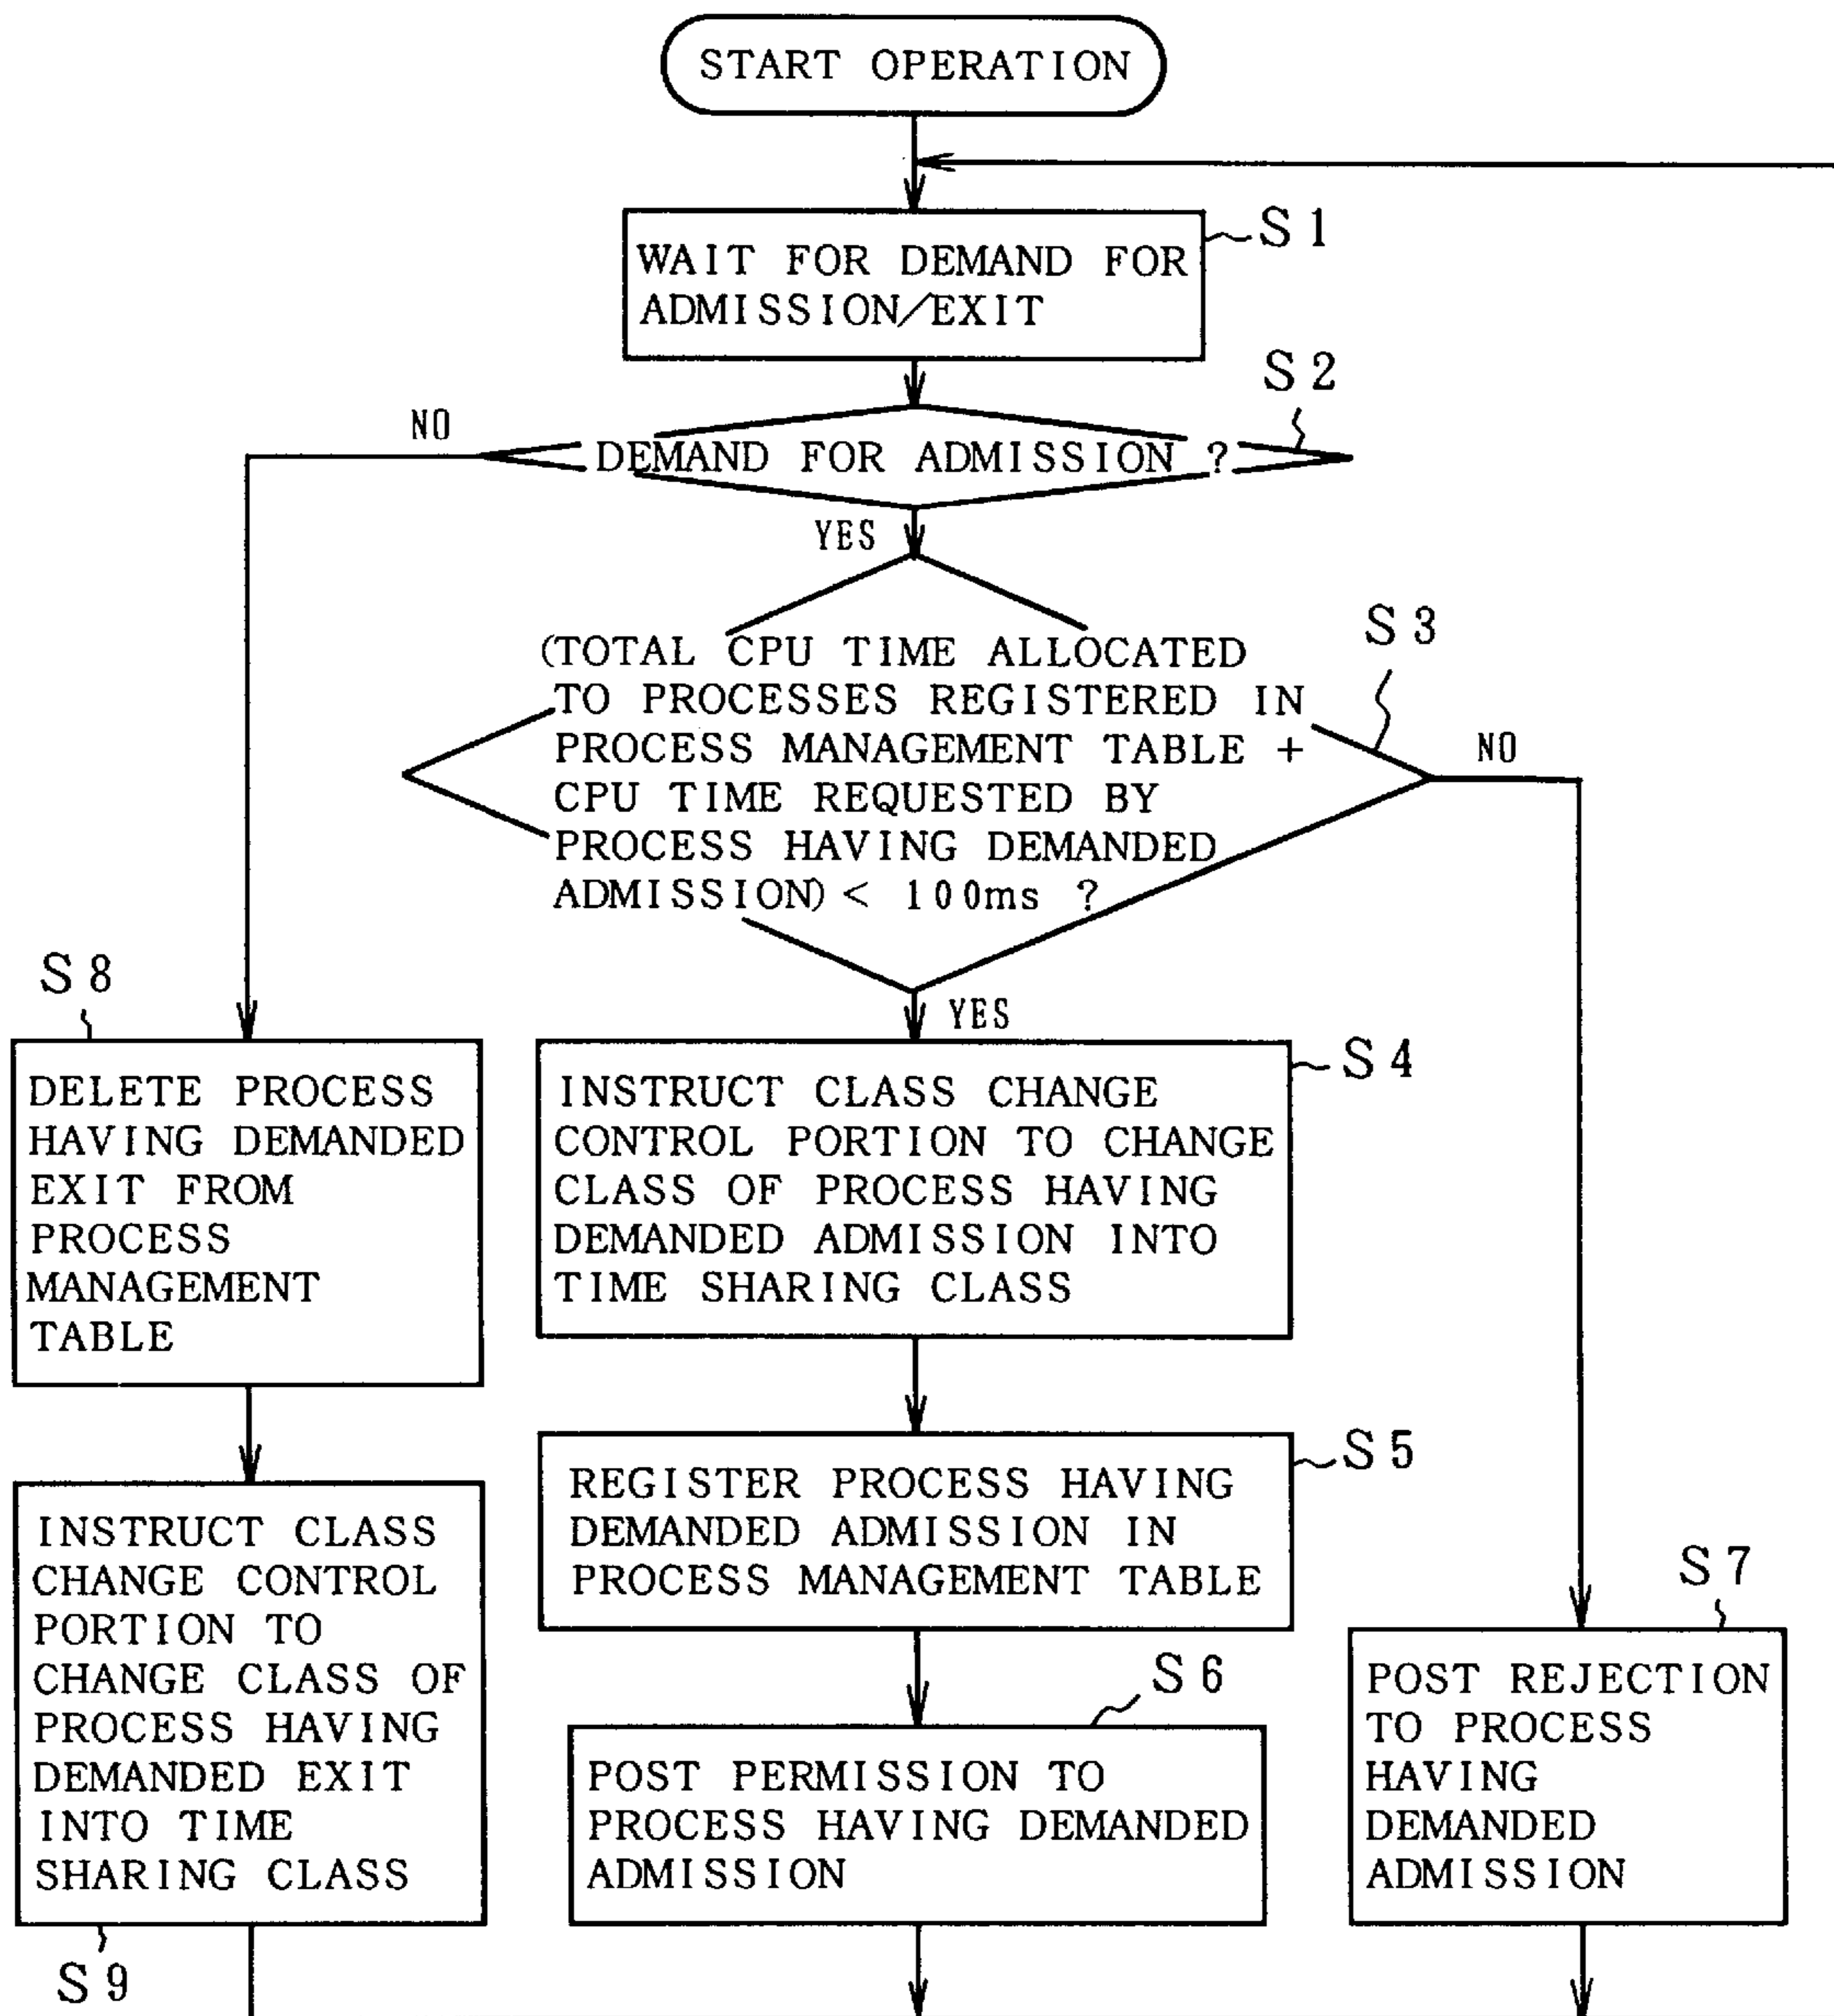 START OPERATION
S1
WAIT FOR DEMAND FOR
ADMISSION/EXIT
S2
NO
DEMAND FOR ADMISSION ?
YES
S3
(TOTAL CPU TIME ALLOCATED
TO PROCESSES REGISTERED IN
PROCESS MANAGEMENT TABLE +
NO
CPU TIME REQUESTED BY
PROCESS HAVING DEMANDED
ADMISSION) < 100ms ?
YES
S8
DELETE PROCESS
HAVING DEMANDED
EXIT FROM
PROCESS
MANAGEMENT
TABLE
S4
INSTRUCT CLASS CHANGE
CONTROL PORTION TO CHANGE
CLASS OF PROCESS HAVING
DEMANDED ADMISSION INTO
TIME SHARING CLASS
S5
REGISTER PROCESS HAVING
DEMANDED ADMISSION IN
PROCESS MANAGEMENT TABLE
INSTRUCT CLASS
CHANGE CONTROL
PORTION TO
CHANGE CLASS OF
PROCESS HAVING
DEMANDED EXIT
INTO TIME
SHARING CLASS
S9
S6
POST PERMISSION TO
PROCESS HAVING DEMANDED
ADMISSION
S7
POST REJECTION
TO PROCESS
HAVING
DEMANDED
ADMISSION